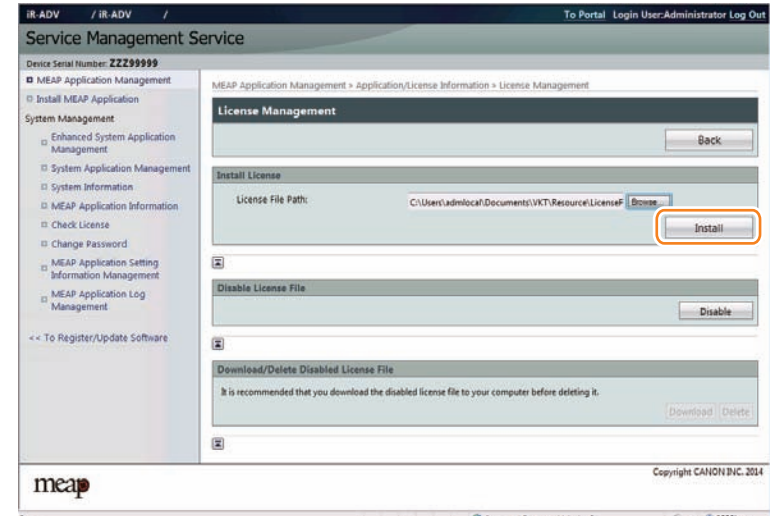 iR-ADV / iR-ADV /
To Portal Login User:Administrator Log Out
Service Management Service
Device Serial Number: ZZZ99999
MEAP Application Management
Install MEAP Application
System Management
Enhanced System Application
Management
System Application Management
System Information
MEAP Application Information
Check License
Change Password
MEAP Application Setting
Information Management
MEAP Application Log
Management
<< To Register/Update Software
MEAP Application Management > Application/License Information > License Management
License Management
Back
Install License
License File Path:
C:\Users\admlocal\Documents\VKT\Resource\LicenseF
Browse...
Install
Disable License File
Disable
Download/Delete Disabled License File
It is recommended that you download the disabled license file to your computer before deleting it.
Download Delete
meap
Copyright CANON INC. 2014